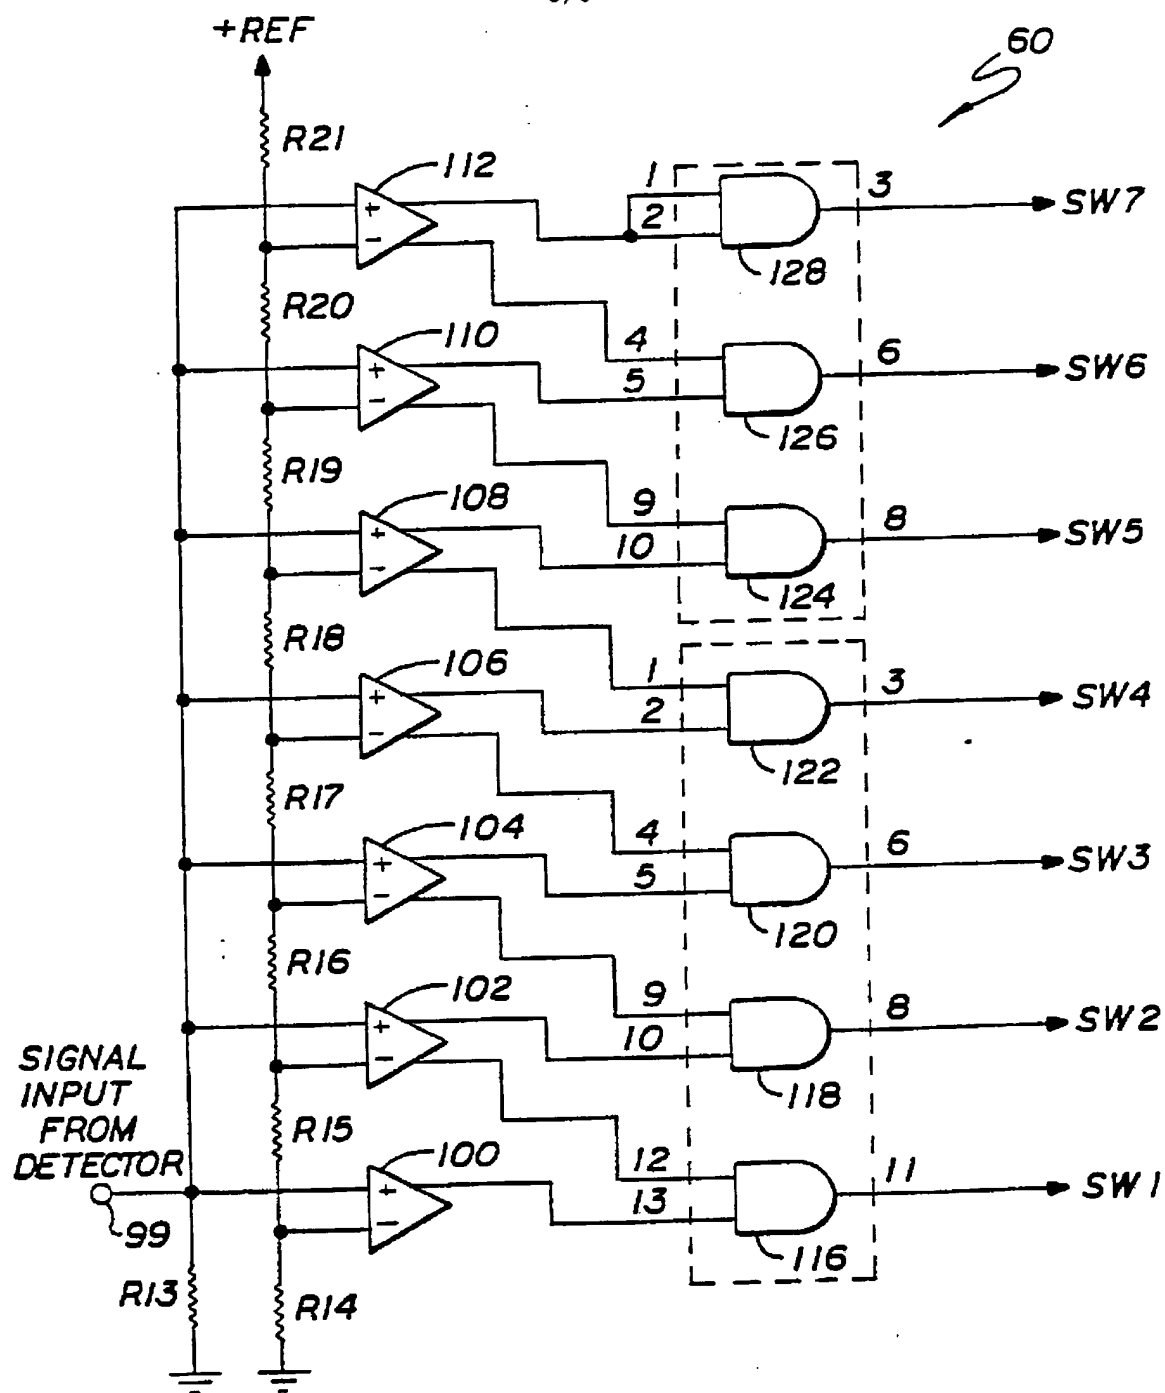 +REF
60
R21
112
1
2
3
SW7
128
R20
110
4
5
6
SW6
126
R19
108
9
10
8
SW5
124
R18
106
1
2
3
SW4
122
R17
104
4
5
6
SW3
120
R16
102
9
10
8
SW2
118
SIGNAL
INPUT
FROM
DETECTOR
R15
100
12
13
11
SW1
99
116
R13
R14
+
−
+
−
+
−
+
−
+
−
+
−
+
−